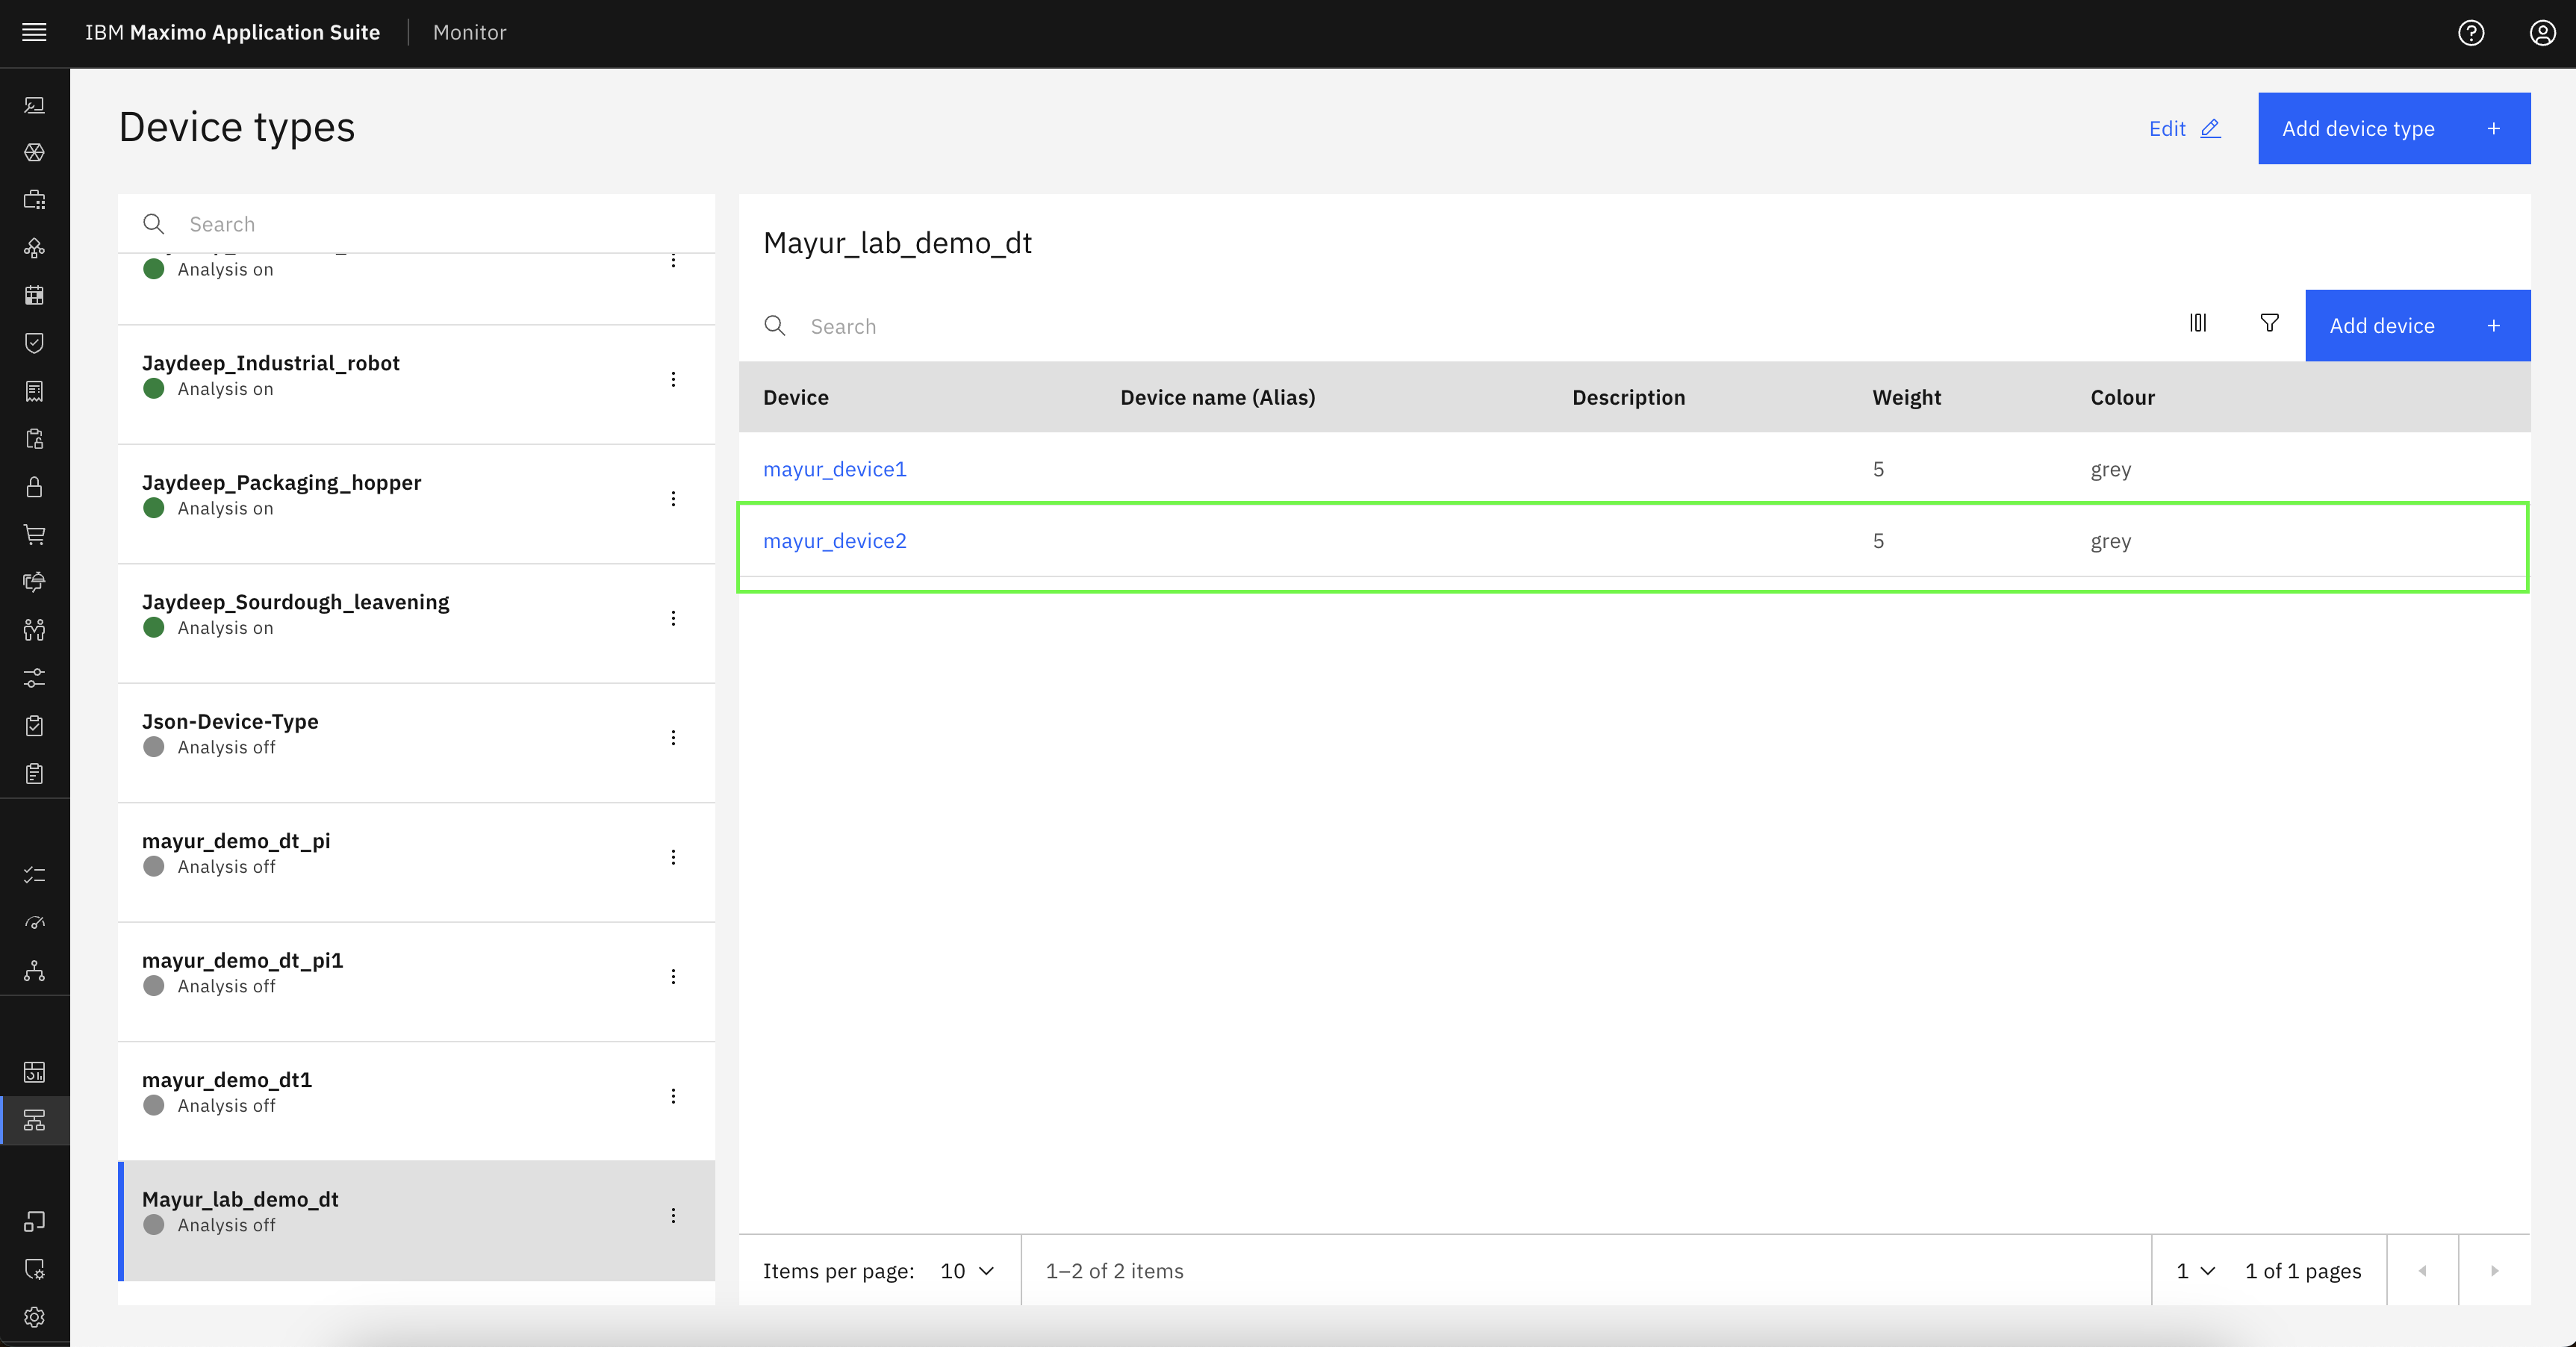 IBM Maximo Application Suite
Monitor
Device types
Edit
Add device type +
Search
Analysis on
Jaydeep_Industrial_robot
Analysis on
Jaydeep_Packaging_hopper
Analysis on
Jaydeep_Sourdough_leavening
Analysis on
Json-Device-Type
Analysis off
mayur_demo_dt_pi
Analysis off
mayur_demo_dt_pi1
Analysis off
mayur_demo_dt1
Analysis off
Mayur_lab_demo_dt
Analysis off
Mayur_lab_demo_dt
Search
Add device +
Device Device name (Alias) Description Weight Colour
mayur_device1 5 grey
mayur_device2 5 grey
Items per page: 10 1–2 of 2 items 1 1 of 1 pages